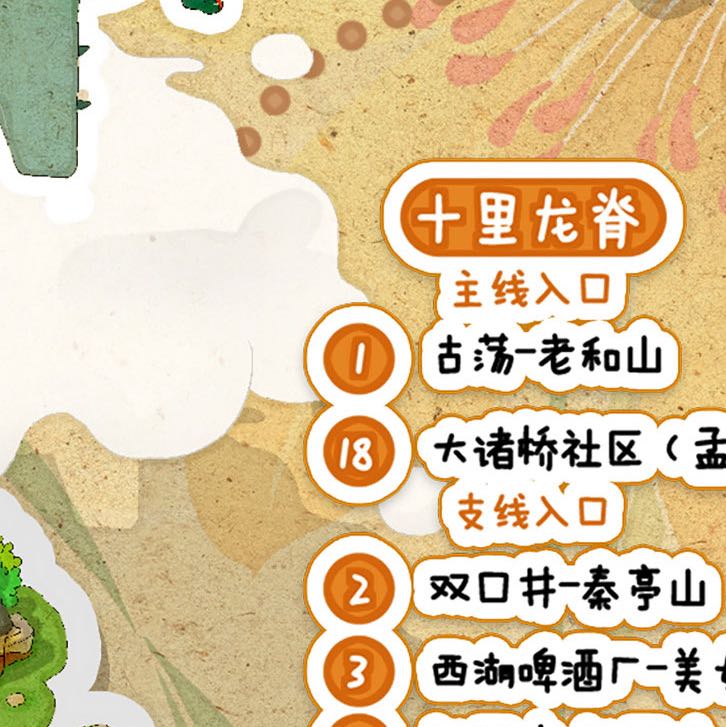 十里龙脊
主线入口
1 古荡-老和山
18 大诸桥社区（孟
支线入口
2 双口井-秦亭山
3 西湖啤酒厂-美